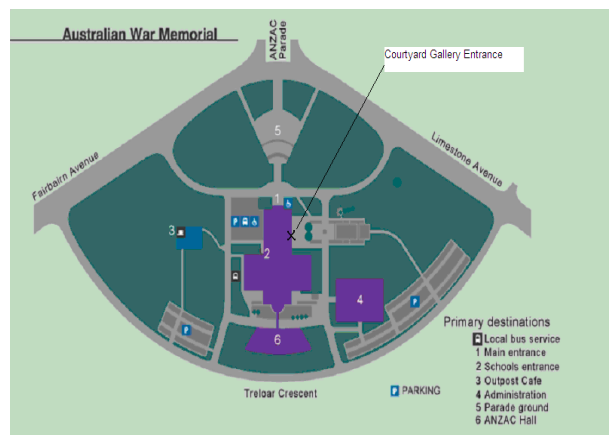 Australian War Memorial
ANZAC
Parade
Courtyard Gallery Entrance
Fairbairn Avenue
Limestone Avenue
5
1
P
3
2
4
P
P
6
Treloar Crescent
P PARKING
Primary destinations
Local bus service
1 Main entrance
2 Schools entrance
3 Outpost Cafe
4 Administration
5 Parade ground
6 ANZAC Hall